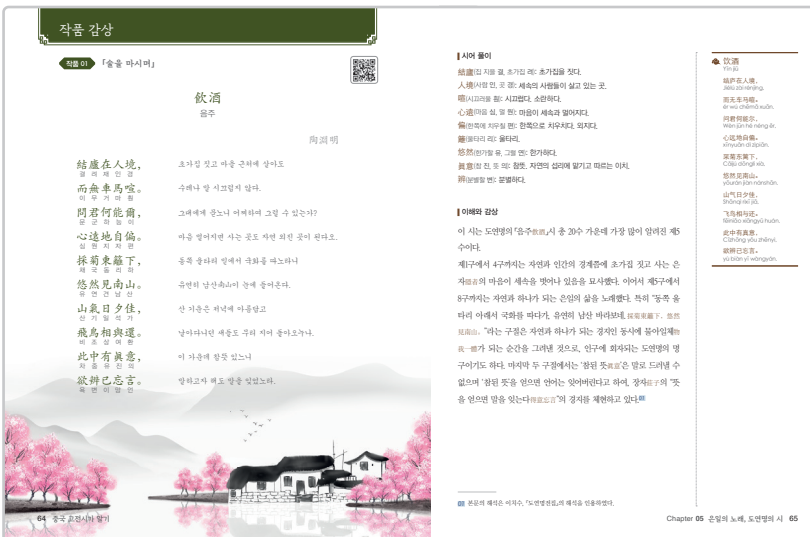 작품 감상
작품 01 「술을 마시며」
飮酒
음주
陶淵明
結廬在人境,
결 려 재 인 경
초가집 짓고 마을 근처에 살아도
而無車馬喧。
이 무 거 마 훤
수레나 말 시끄럽지 않다.
問君何能爾,
문 군 하 능 이
그대에게 묻노니 어찌하여 그럴 수 있는가?
心遠地自偏。
심 원 지 자 편
마음 멀어지면 사는 곳도 자연 외진 곳이 된다오.
採菊東籬下,
채 국 동 리 하
동쪽 울타리 밑에서 국화를 따노라니
悠然見南山。
유 연 견 남 산
유연히 남산南山이 눈에 들어온다.
山氣日夕佳,
산 기 일 석 가
산 기운은 저녁에 아름답고
飛鳥相與還。
비 조 상 여 환
날아다니던 새들도 무리 지어 돌아오누나.
此中有眞意,
차 중 유 진 의
이 가운데 참뜻 있느니
欲辨已忘言。
욕 변 이 망 언
말하고자 해도 말을 잊었노라.
64 중국 고전시가 읽기
시어 풀이
結廬(집 지을 결, 초가집 려): 초가집을 짓다.
人境(사람 인, 곳 경): 세속의 사람들이 살고 있는 곳.
喧(시끄러울 훤): 시끄럽다. 소란하다.
心遠(마음 심, 멀 원): 마음이 세속과 멀어지다.
偏(한쪽에 치우칠 편): 한쪽으로 치우치다. 외지다.
籬(울타리 리): 울타리.
悠然(한가할 유, 그럴 연): 한가하다.
眞意(참 진, 뜻 의): 참뜻. 자연의 섭리에 맡기고 따르는 이치.
辨(분별할 변): 분별하다.
이해와 감상
이 시는 도연명의 「음주飮酒」시 총 20수 가운데 가장 많이 알려진 제5
수이다.
제1구에서 4구까지는 자연과 인간의 경계쯤에 초가집 짓고 사는 은
자隱者의 마음이 세속을 벗어나 있음을 묘사했다. 이어서 제5구에서
8구까지는 자연과 하나가 되는 은일의 삶을 노래했다. 특히 "동쪽 울
타리 아래서 국화를 따다가, 유연히 남산 바라보네.採菊東籬下、悠然
見南山。"라는 구절은 자연과 하나가 되는 경지인 동시에 물아일체物
我一體가 되는 순간을 그려낸 것으로, 인구에 회자되는 도연명의 명
구이기도 하다. 마지막 두 구절에서는 '참된 뜻眞意'은 말로 드러낼 수
없으며 '참된 뜻'을 얻으면 언어는 잊어버린다고 하여, 장자莊子의 "뜻
을 얻으면 말을 잊는다得意忘言"의 경지를 체현하고 있다.
본문의 해석은 이치수, 『도연명전집』의 해석을 인용하였다.
饮酒
Yǐn jiǔ
结庐在人境,
Jiélú zài rénjìng,
而无车马喧。
ér wú chēmǎ xuān.
问君何能尔,
Wèn jūn hé néng ěr,
心远地自偏。
xīnyuǎn dì zìpiān.
采菊东篱下,
Cǎijú dōnglí xià,
悠然见南山。
yōurán jiàn nánshān.
山气日夕佳,
Shānqì rìxī jiā,
飞鸟相与还。
fēiniǎo xiāngyǔ huán.
此中有真意,
Cǐzhōng yǒu zhēnyì,
欲辨已忘言。
yù biàn yǐ wàngyán.
Chapter 05 은일의 노래, 도연명의 시 65